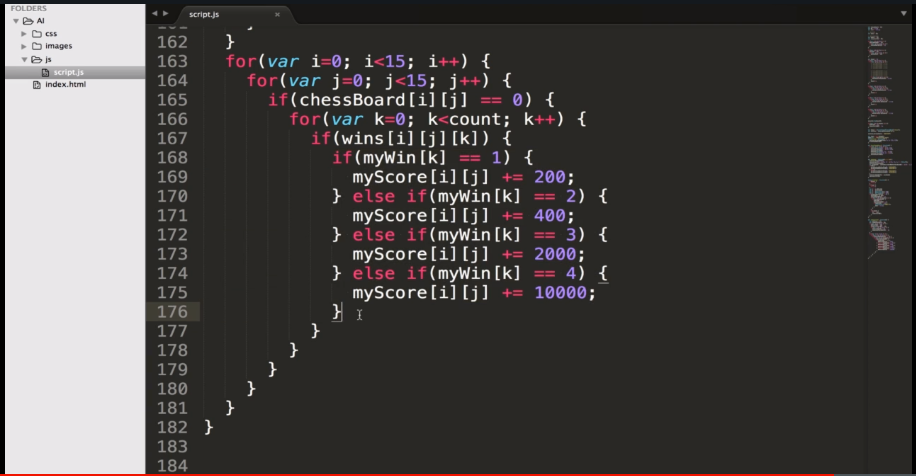 FOLDERS
AI
css
images
js
script.js
index.html
script.js ×
162 }
163 for(var i=0; i<15; i++) {
164 for(var j=0; j<15; j++) {
165 if(chessBoard[i][j] == 0) {
166 for(var k=0; k<count; k++) {
167 if(wins[i][j][k]) {
168 if(myWin[k] == 1) {
169 myScore[i][j] += 200;
170 } else if(myWin[k] == 2) {
171 myScore[i][j] += 400;
172 } else if(myWin[k] == 3) {
173 myScore[i][j] += 2000;
174 } else if(myWin[k] == 4) {
175 myScore[i][j] += 10000;
176 }
177 }
178 }
179 }
180 }
181 }
182 }
183
184